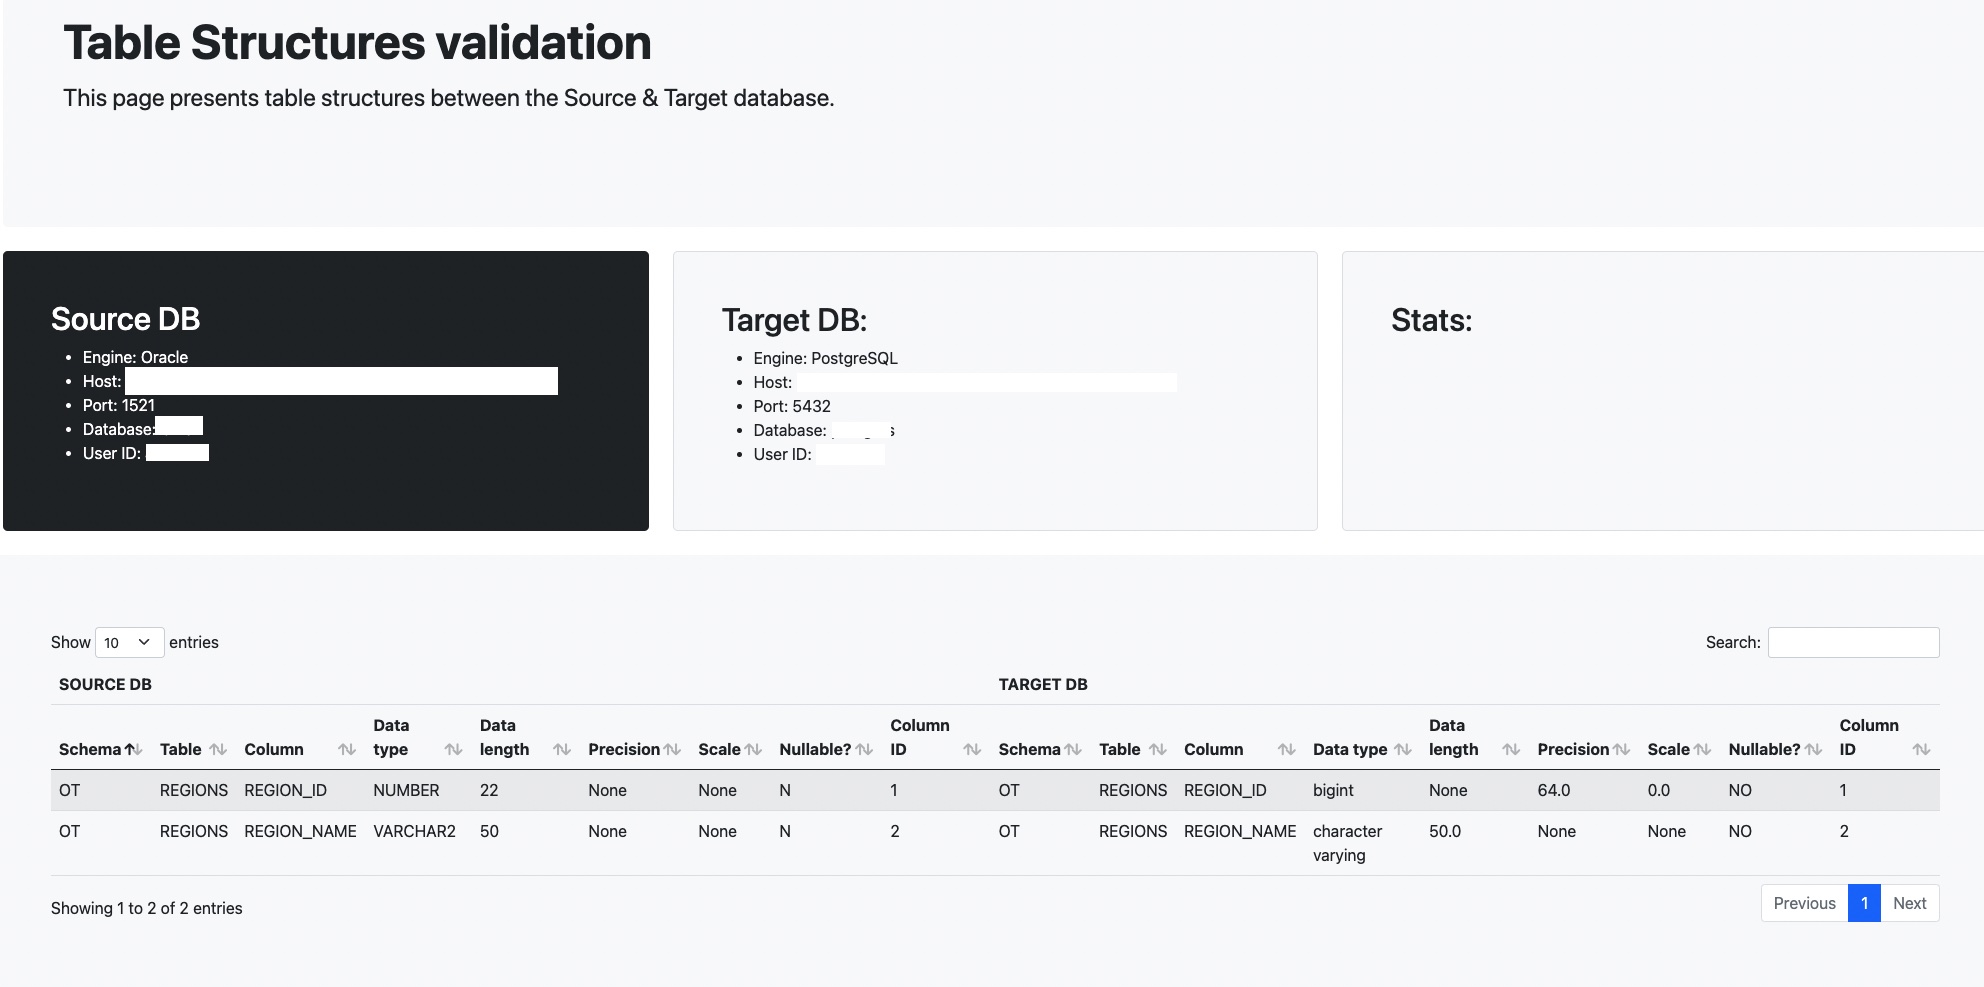 Table Structures validation
This page presents table structures between the Source & Target database.
Source DB
• Engine: Oracle
• Host:
• Port: 1521
• Database:
• User ID:
Target DB:
• Engine: PostgreSQL
• Host:
• Port: 5432
• Database:
• User ID:
Stats:
Show 10 entries
Search:
SOURCE DB TARGET DB
Schema Table Column Data type Data length Precision Scale Nullable? Column ID Schema Table Column Data type Data length Precision Scale Nullable? Column ID
OT REGIONS REGION_ID NUMBER 22 None None N 1 OT REGIONS REGION_ID bigint None 64.0 0.0 NO 1
OT REGIONS REGION_NAME VARCHAR2 50 None None N 2 OT REGIONS REGION_NAME character varying 50.0 None None NO 2
Showing 1 to 2 of 2 entries
Previous 1 Next